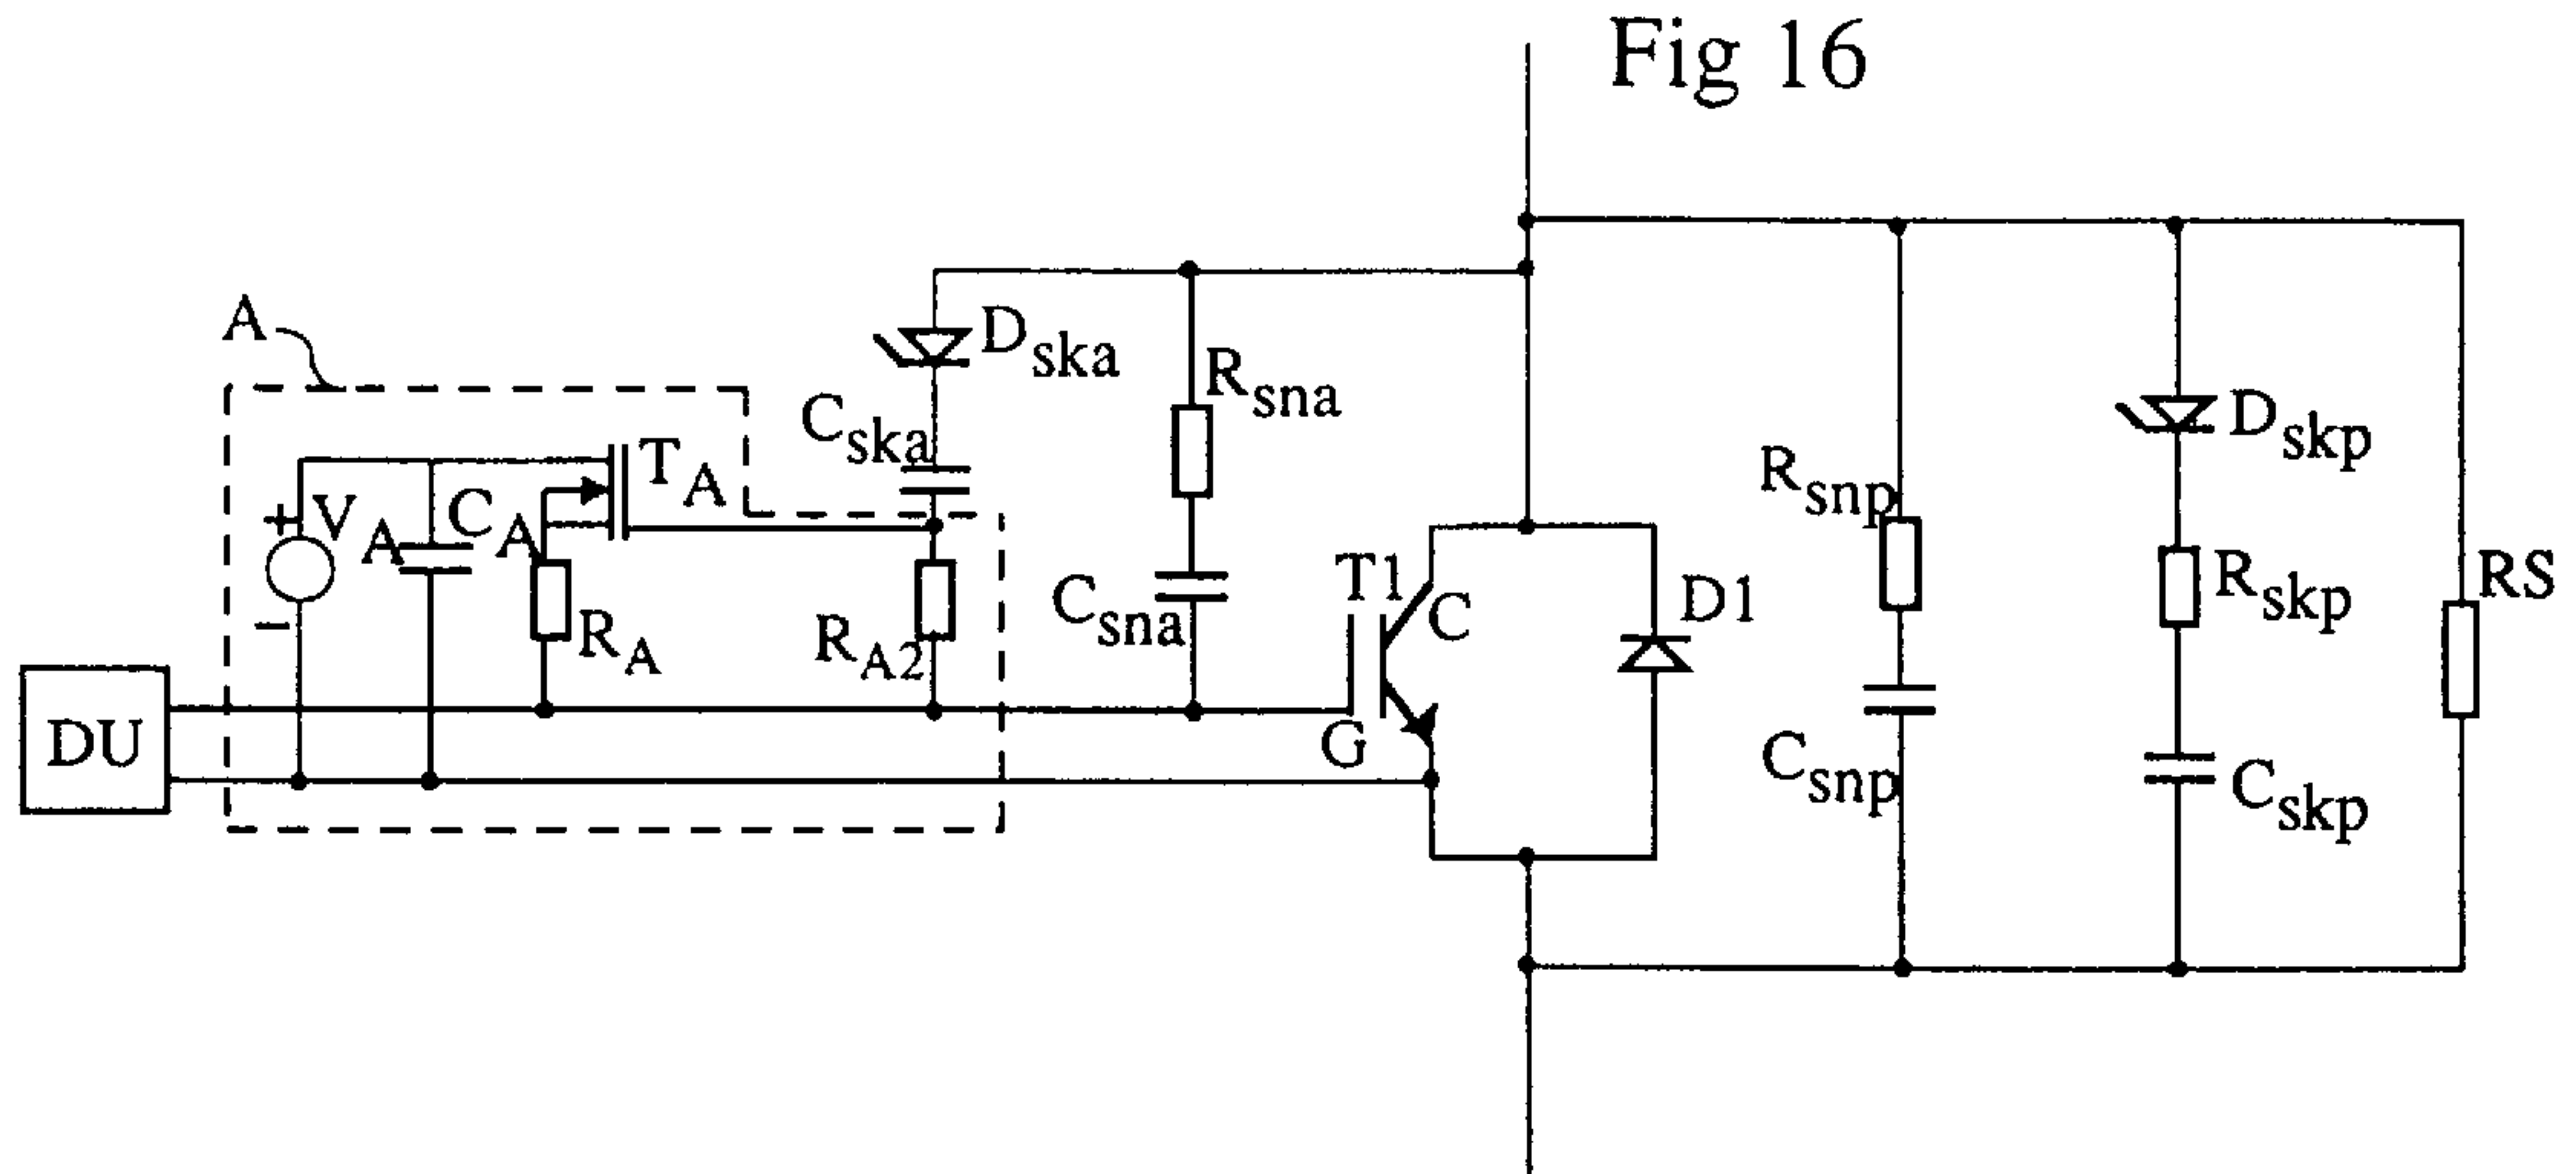 Fig 16
A
D_ska
R_sna
C_ska
D_skp
T_A
R_snp
+
V_A
C_A
T1
C
R_skp
RS
C_sna
D1
R_A
R_A2
−
DU
G
C_snp
C_skp